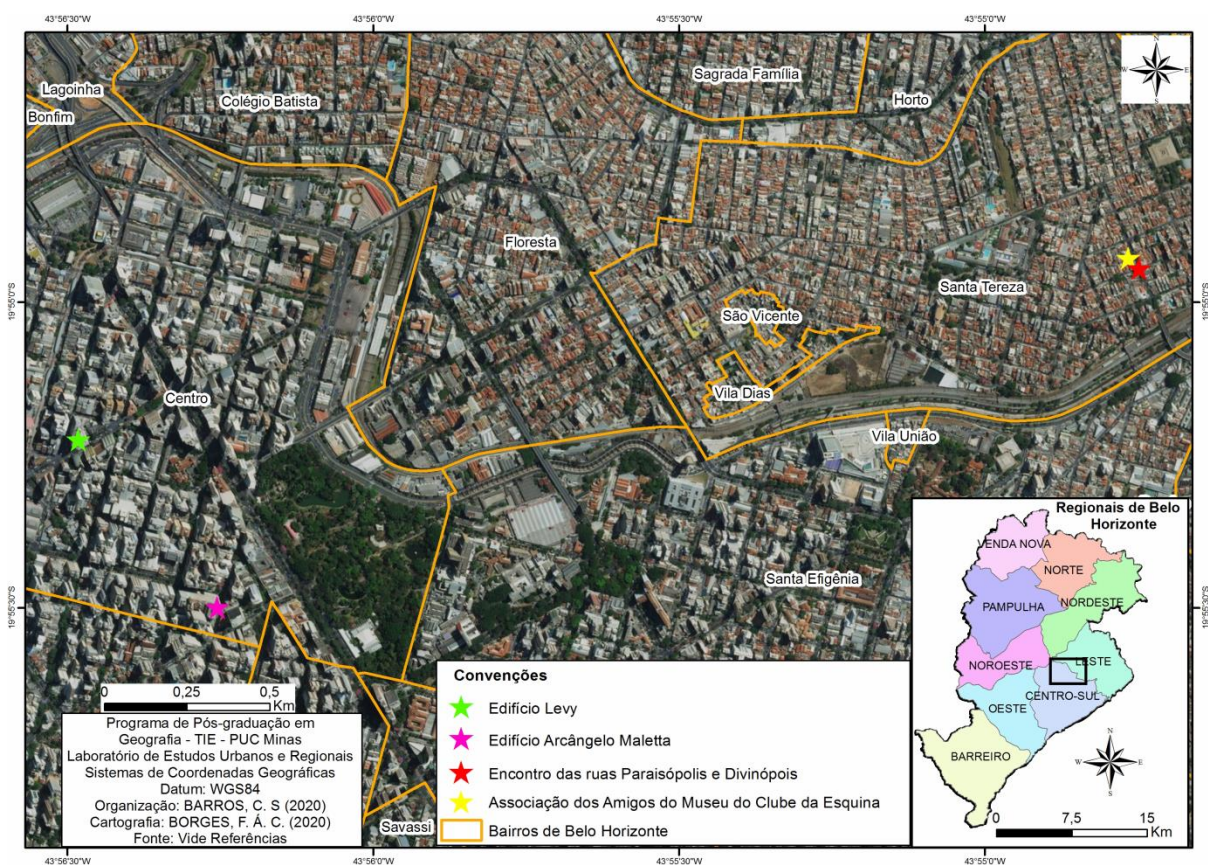 43°56'30"W
43°56'0"W
43°55'30"W
43°55'0"W
N
W
E
S
Sagrada Família
Lagoinha
Colégio Batista
Horto
Bonfim
Floresta
Santa Tereza
19°55'0"S
19°55'0"S
São Vicente
Centro
Vila Dias
Vila União
Santa Efigênia
19°55'30"S
19°55'30"S
Savassi
0 0,25 0,5
Km
Programa de Pós-graduação em
Geografia - TIE - PUC Minas
Laboratório de Estudos Urbanos e Regionais
Sistemas de Coordenadas Geográficas
Datum: WGS84
Organização: BARROS, C. S (2020)
Cartografia: BORGES, F. Á. C. (2020)
Fonte: Vide Referências
Convenções
Edifício Levy
Edifício Arcângelo Maletta
Encontro das ruas Paraisópolis e Divinópois
Associação dos Amigos do Museu do Clube da Esquina
Bairros de Belo Horizonte
Regionais de Belo
Horizonte
VENDA NOVA
NORTE
PAMPULHA
NORDESTE
NOROESTE
LESTE
CENTRO-SUL
OESTE
BARREIRO
N
W
E
S
0 7,5 15
Km
43°56'30"W
43°56'0"W
43°55'30"W
43°55'0"W